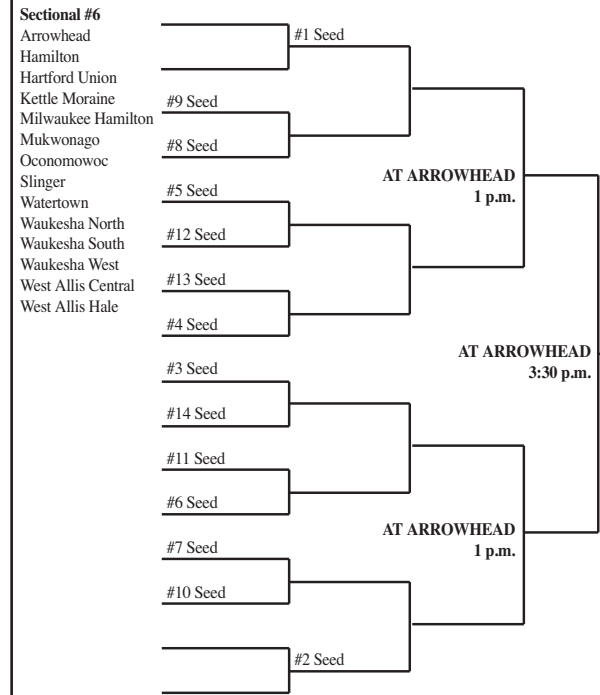 Sectional #6
Arrowhead
Hamilton
Hartford Union
Kettle Moraine
Milwaukee Hamilton
Mukwonago
Oconomowoc
Slinger
Watertown
Waukesha North
Waukesha South
Waukesha West
West Allis Central
West Allis Hale
#1 Seed
#9 Seed
#8 Seed
#5 Seed
#12 Seed
#13 Seed
#4 Seed
#3 Seed
#14 Seed
#11 Seed
#6 Seed
#7 Seed
#10 Seed
#2 Seed
AT ARROWHEAD
1 p.m.
AT ARROWHEAD
3:30 p.m.
AT ARROWHEAD
1 p.m.